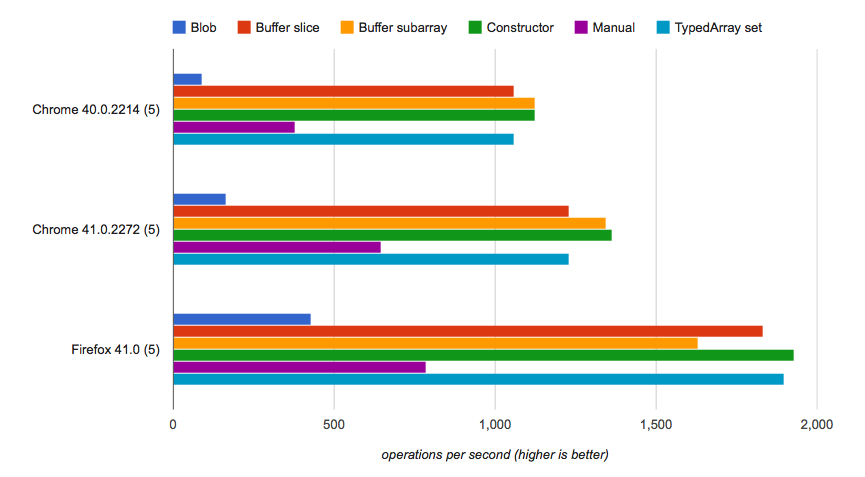 Blob Buffer slice Buffer subarray Constructor Manual TypedArray set
Chrome 40.0.2214 (5)
Chrome 41.0.2272 (5)
Firefox 41.0 (5)
0 500 1,000 1,500 2,000
operations per second (higher is better)